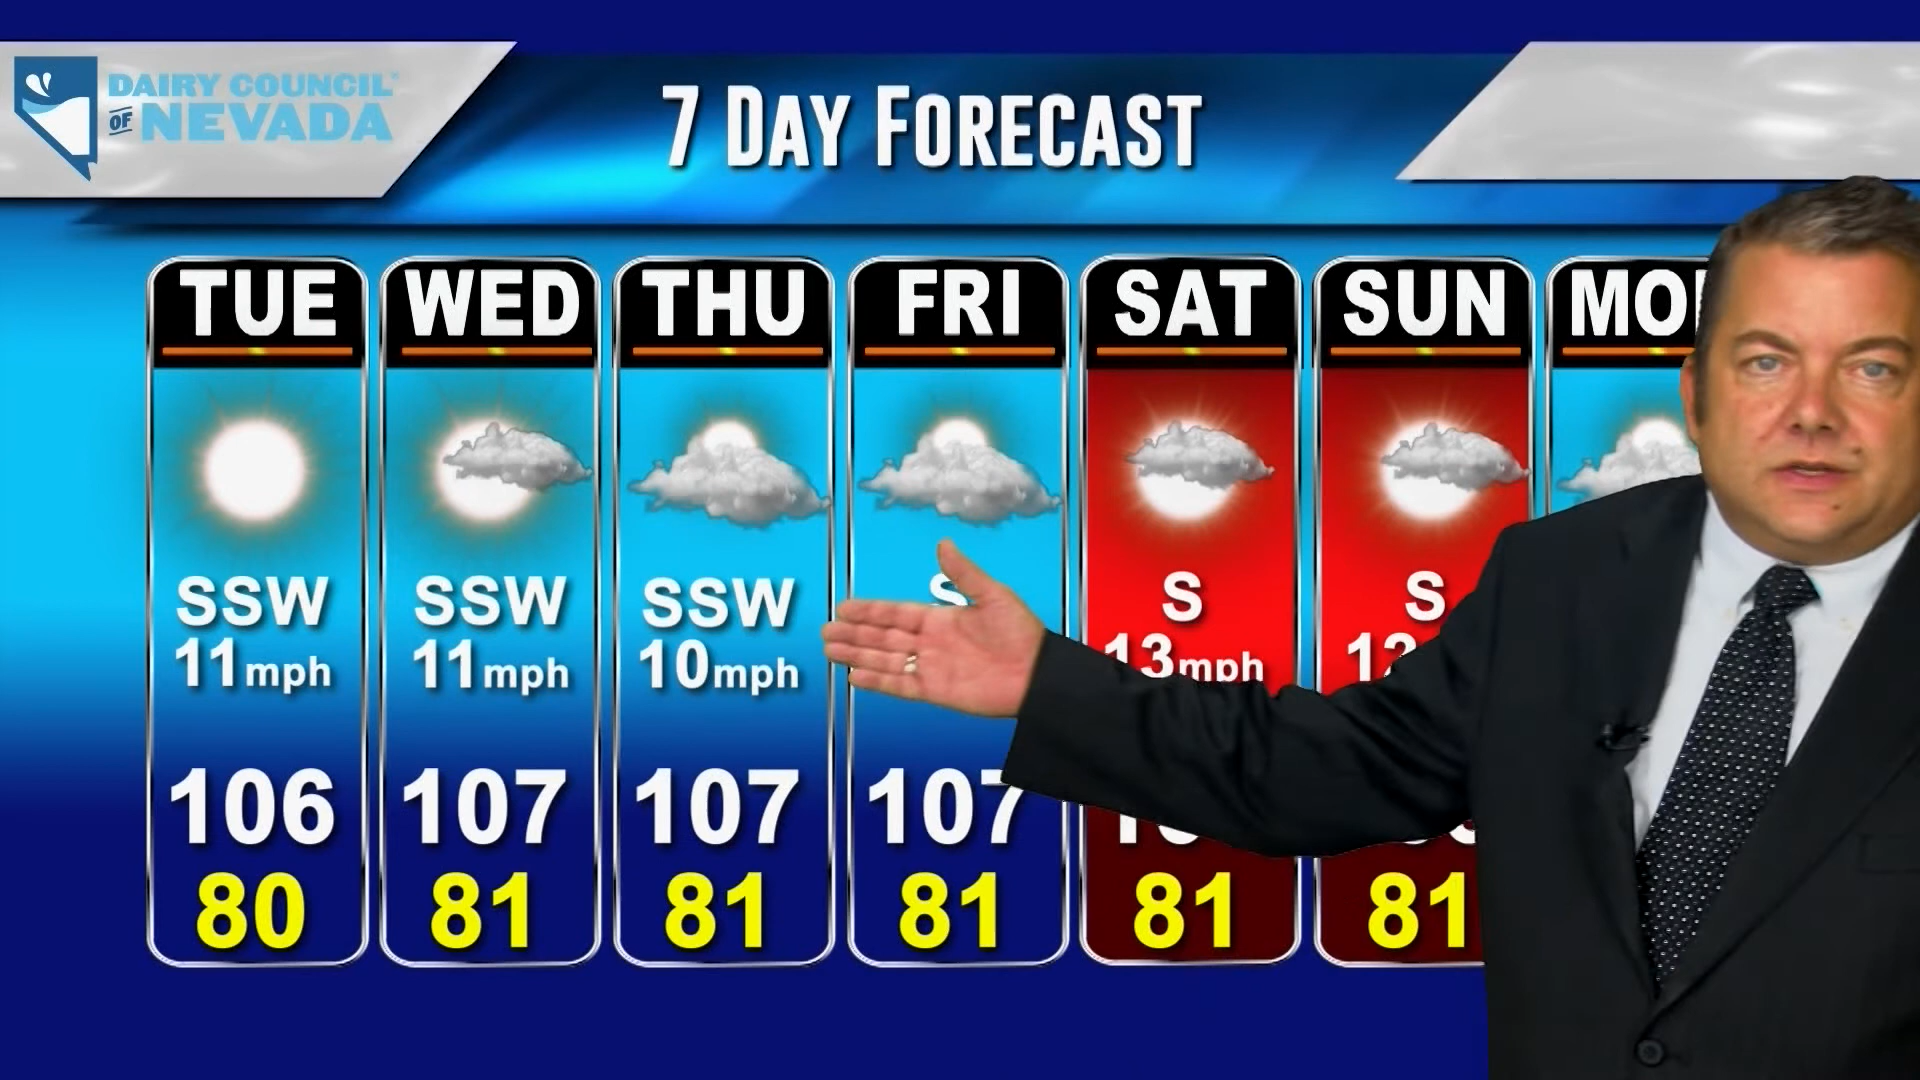 DAIRY COUNCIL®
OF NEVADA
7 DAY FORECAST
TUE WED THU FRI SAT SUN
SSW SSW SSW S S S
11mph 11mph 10mph 13mph
106 107 107 107
80 81 81 81 81 81